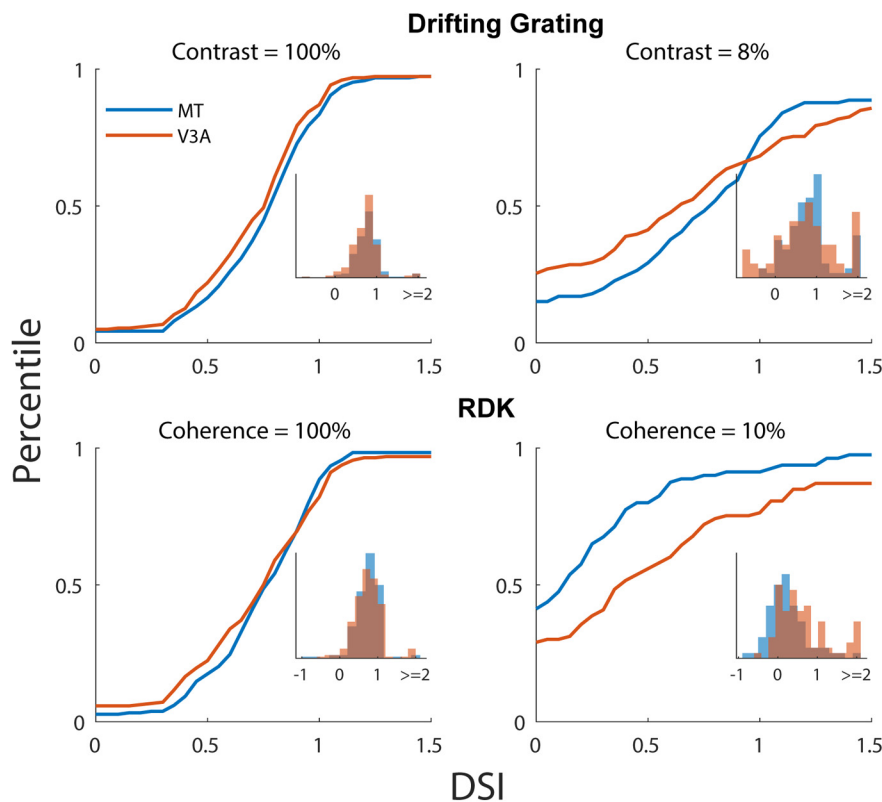 Drifting Grating
Contrast = 100%
Contrast = 8%
1
MT
V3A
0.5
0
0 1 >=2
0 0.5 1 1.5
1
0.5
0
0 1 >=2
0 0.5 1 1.5
Percentile
RDK
Coherence = 100%
Coherence = 10%
1
0.5
0
-1 0 1 >=2
0 0.5 1 1.5
1
0.5
0
-1 0 1 >=2
0 0.5 1 1.5
DSI